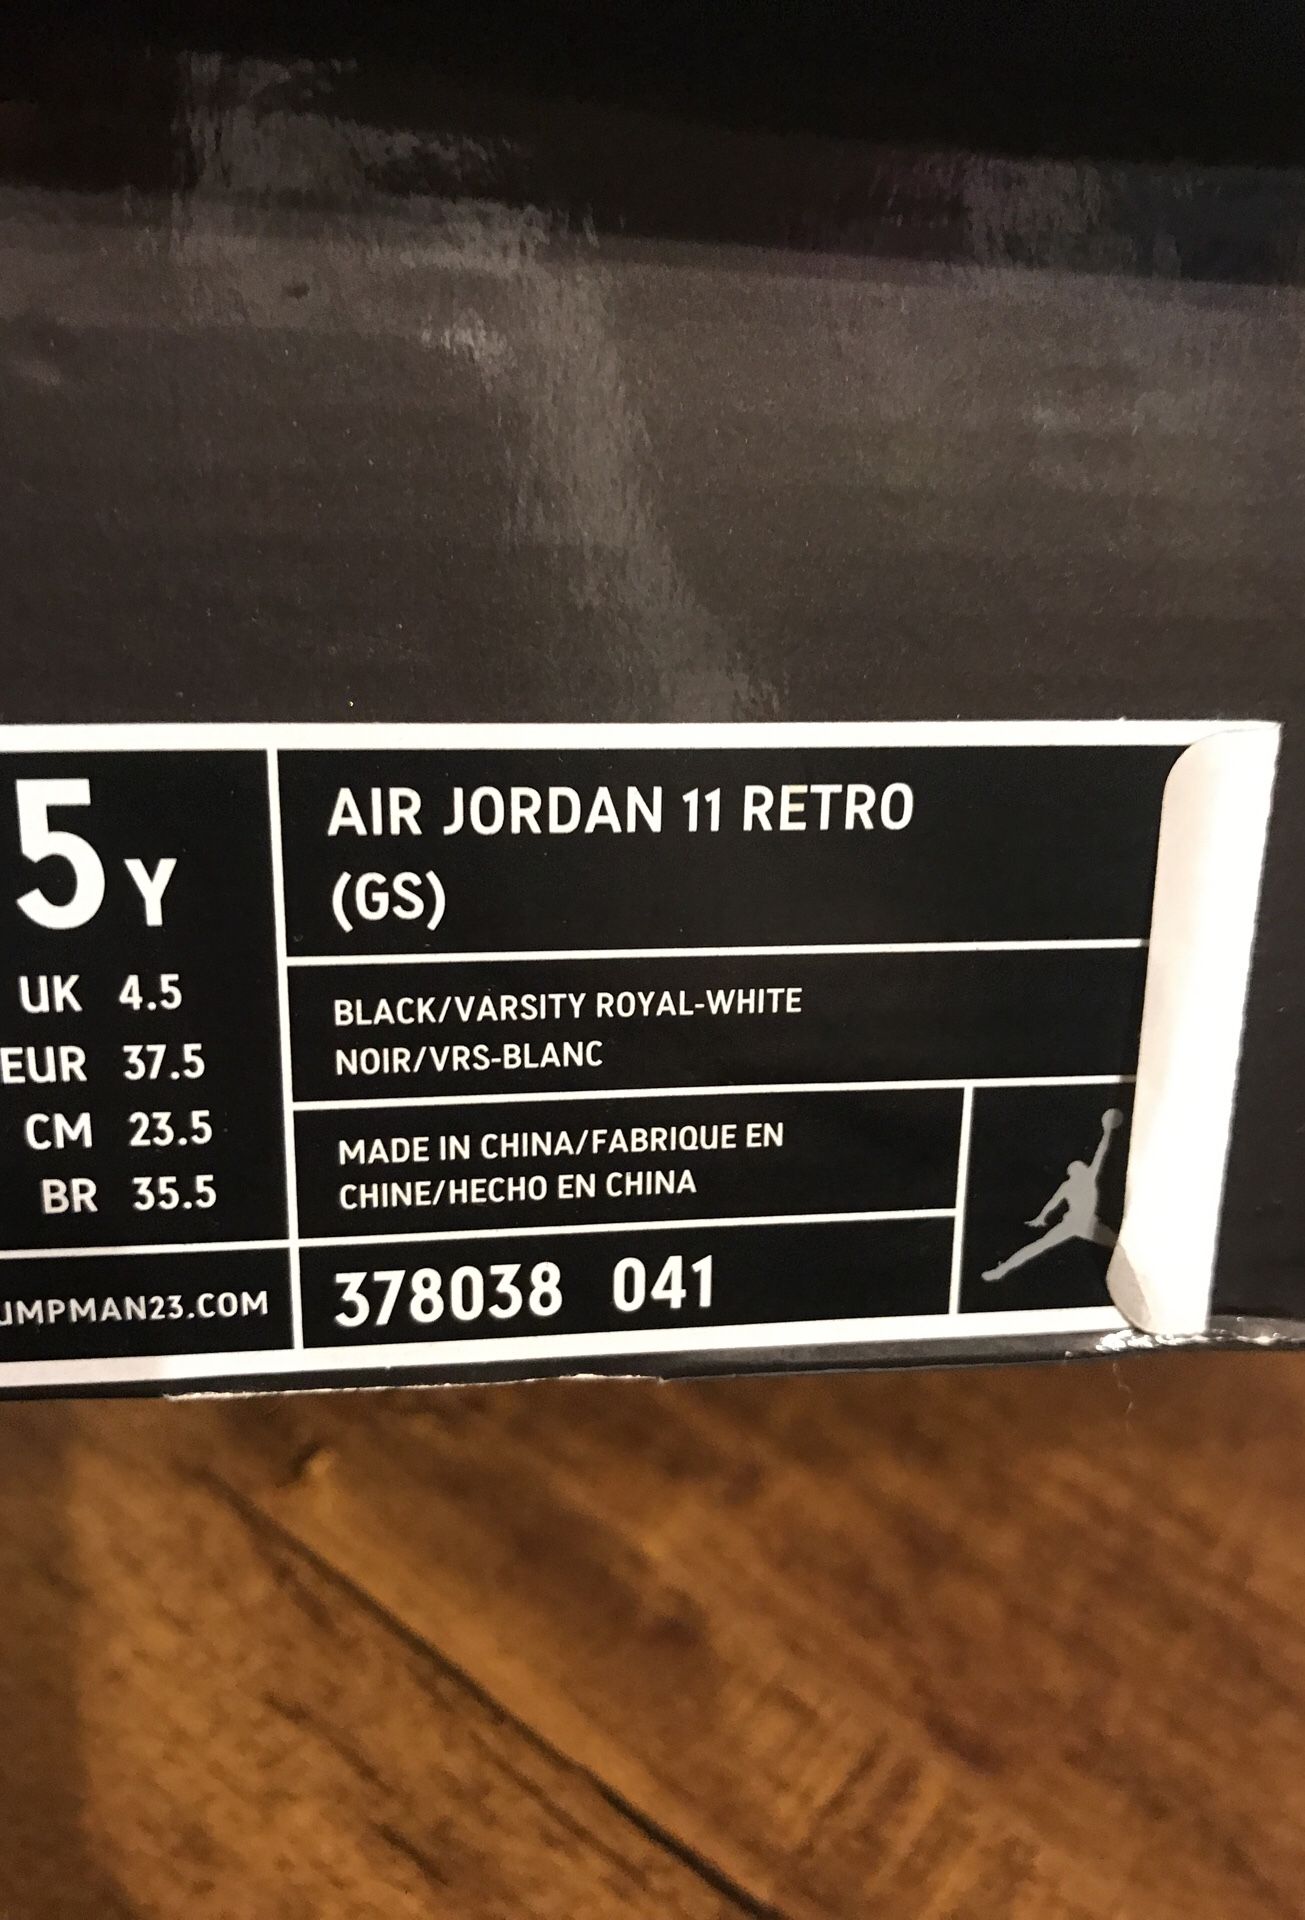 5 Y
UK 4.5
EUR 37.5
CM 23.5
BR 35.5
UMPMAN23.COM
AIR JORDAN 11 RETRO
(GS)
BLACK/VARSITY ROYAL-WHITE
NOIR/VRS-BLANC
MADE IN CHINA/FABRIQUE EN
CHINE/HECHO EN CHINA
378038 041